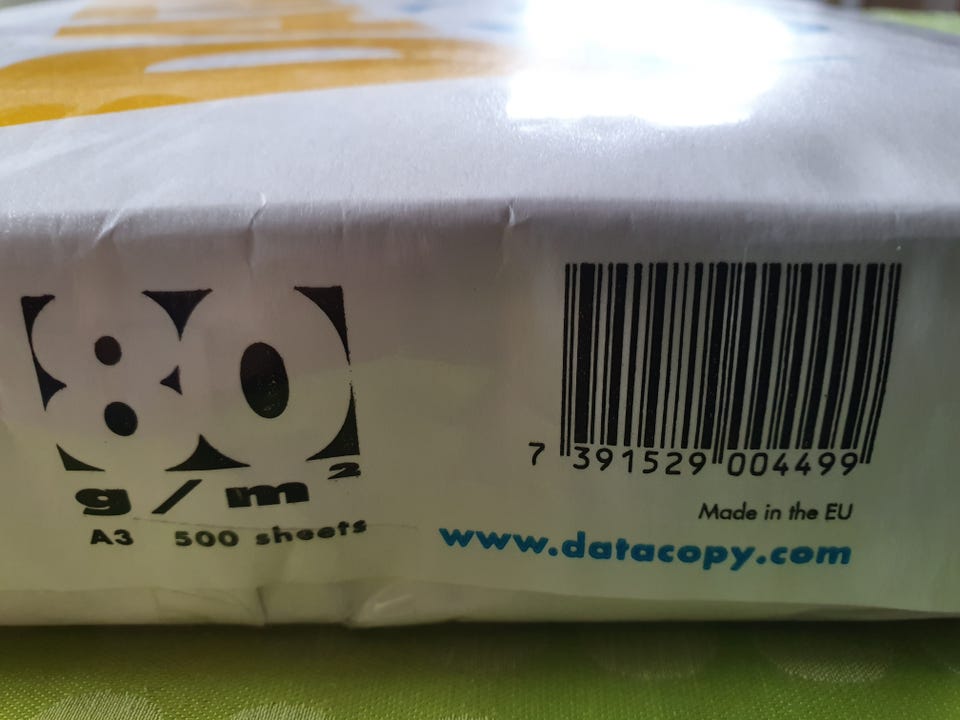 80
g/m²
A3 500 sheets
7 391529 004499
Made in the EU
www.datacopy.com